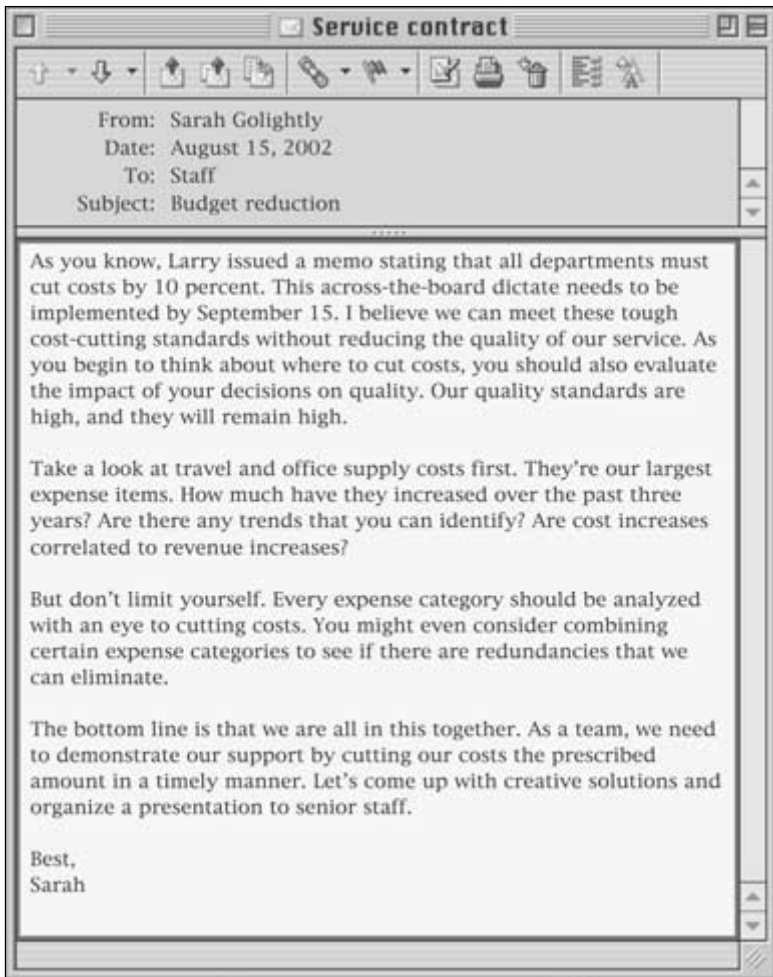 Service contract
From: Sarah Golightly
Date: August 15, 2002
To: Staff
Subject: Budget reduction
As you know, Larry issued a memo stating that all departments must
cut costs by 10 percent. This across-the-board dictate needs to be
implemented by September 15. I believe we can meet these tough
cost-cutting standards without reducing the quality of our service. As
you begin to think about where to cut costs, you should also evaluate
the impact of your decisions on quality. Our quality standards are
high, and they will remain high.
Take a look at travel and office supply costs first. They’re our largest
expense items. How much have they increased over the past three
years? Are there any trends that you can identify? Are cost increases
correlated to revenue increases?
But don’t limit yourself. Every expense category should be analyzed
with an eye to cutting costs. You might even consider combining
certain expense categories to see if there are redundancies that we
can eliminate.
The bottom line is that we are all in this together. As a team, we need
to demonstrate our support by cutting our costs the prescribed
amount in a timely manner. Let’s come up with creative solutions and
organize a presentation to senior staff.
Best,
Sarah